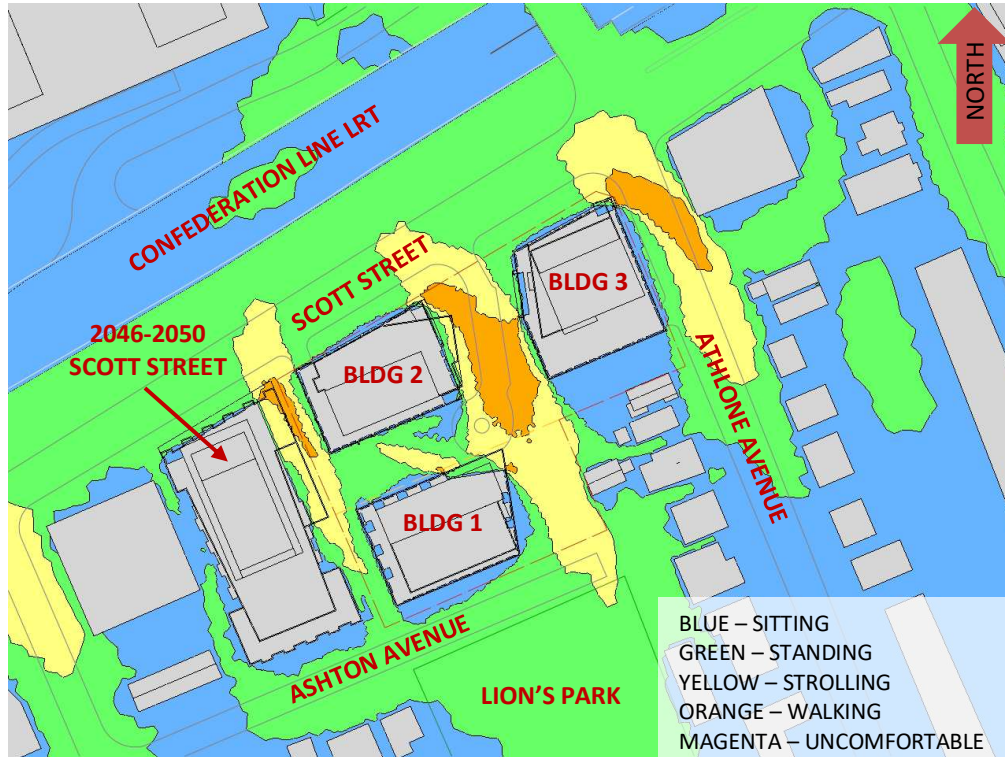 NORTH
CONFEDERATION LINE LRT
SCOTT STREET
2046-2050
SCOTT STREET
BLDG 3
BLDG 2
BLDG 1
ATHLONE AVENUE
ASHTON AVENUE
LION'S PARK
BLUE – SITTING
GREEN – STANDING
YELLOW – STROLLING
ORANGE – WALKING
MAGENTA – UNCOMFORTABLE